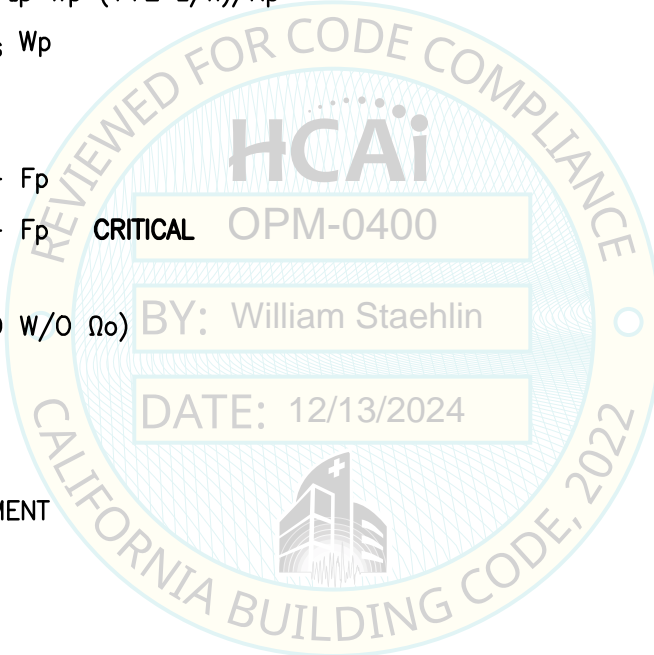 Wp
Fp
Fp CRITICAL
W/O Ωo)
MENT
REVIEWED FOR CODE COMPLIANCE
HCAi
OPM-0400
BY: William Staehlin
DATE: 12/13/2024
CALIFORNIA BUILDING CODE, 2022